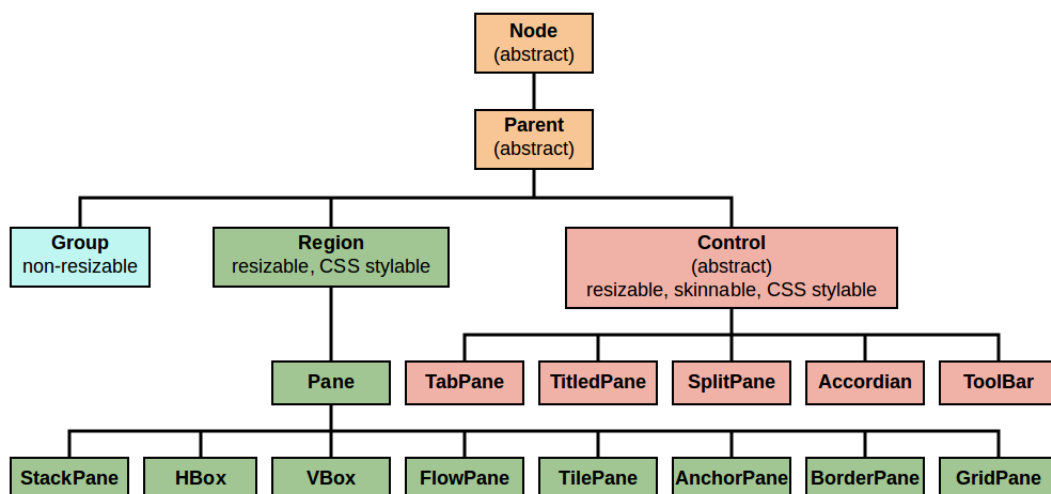 Node
(abstract)
Parent
(abstract)
Group
non-resizable
Region
resizable, CSS stylable
Control
(abstract)
resizable, skinnable, CSS stylable
Pane
TabPane
TitledPane
SplitPane
Accordian
ToolBar
StackPane
HBox
VBox
FlowPane
TilePane
AnchorPane
BorderPane
GridPane